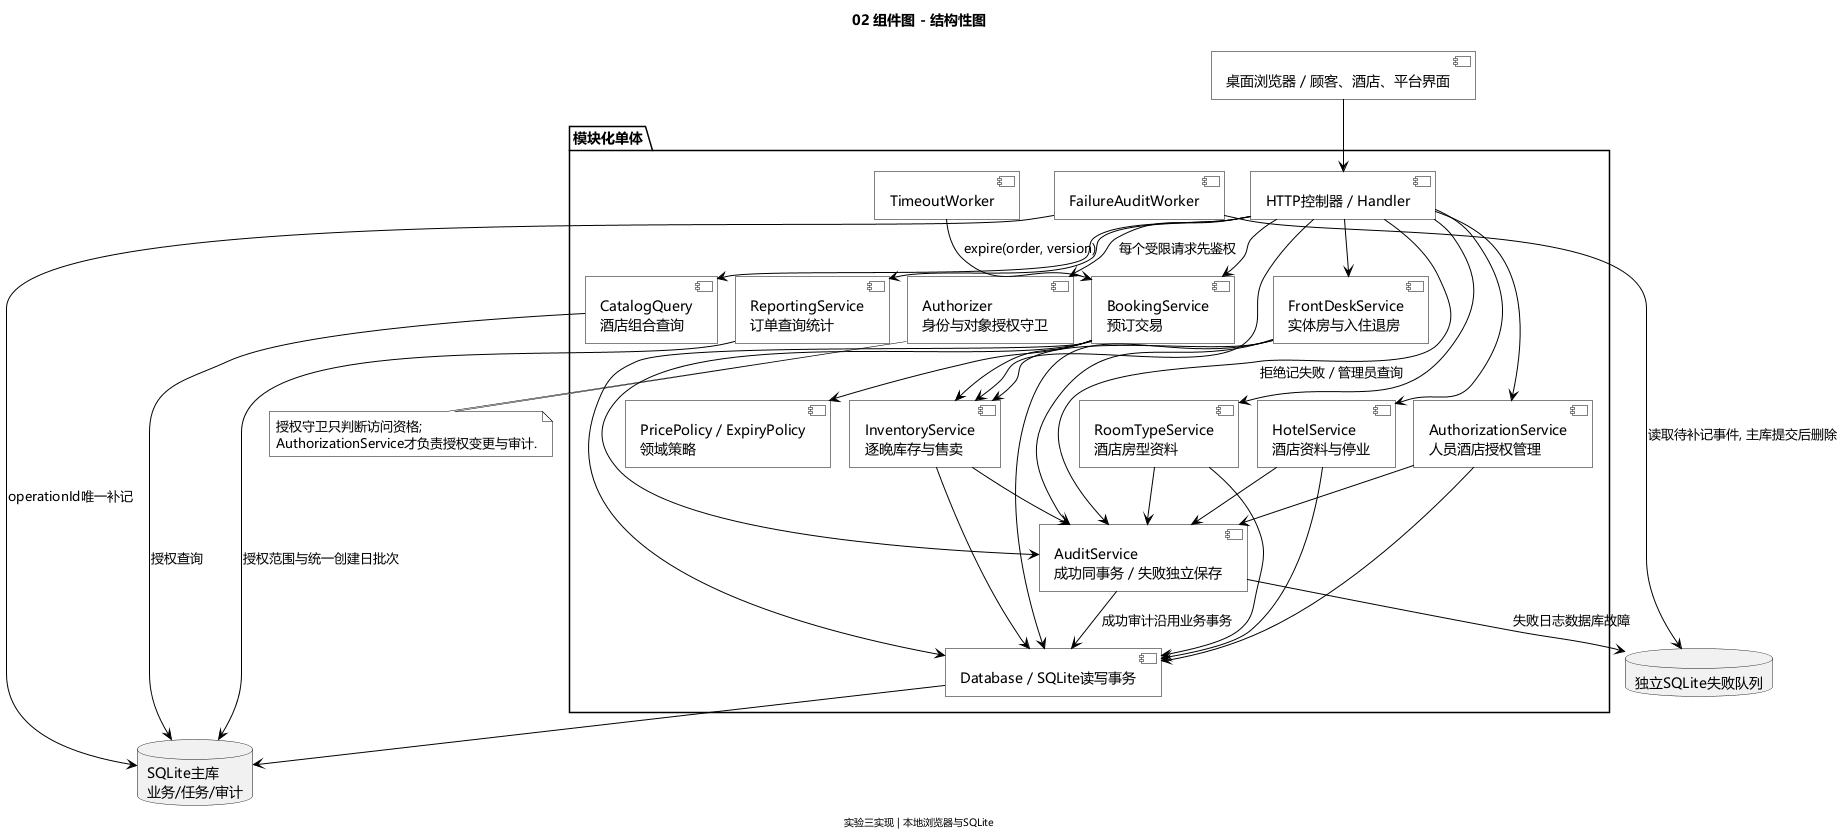 02 组件图 - 结构性图
桌面浏览器 / 顾客、酒店、平台界面
模块化单体
TimeoutWorker
FailureAuditWorker
HTTP控制器 / Handler
expire(order, version)
每个受限请求先鉴权
CatalogQuery
酒店组合查询
ReportingService
订单查询统计
Authorizer
身份与对象授权守卫
BookingService
预订交易
FrontDeskService
实体房与入住退房
拒绝记失败 / 管理员查询
授权守卫只判断访问资格;
AuthorizationService才负责授权变更与审计.
PricePolicy / ExpiryPolicy
领域策略
InventoryService
逐晚库存与售卖
RoomTypeService
酒店房型资料
HotelService
酒店资料与停业
AuthorizationService
人员酒店授权管理
读取待补记事件, 主库提交后删除
operationId唯一补记
授权查询
授权范围与统一创建日批次
AuditService
成功同事务 / 失败独立保存
成功审计沿用业务事务
失败日志数据库故障
Database / SQLite读写事务
独立SQLite失败队列
SQLite主库
业务/任务/审计
实验三实现 | 本地浏览器与SQLite